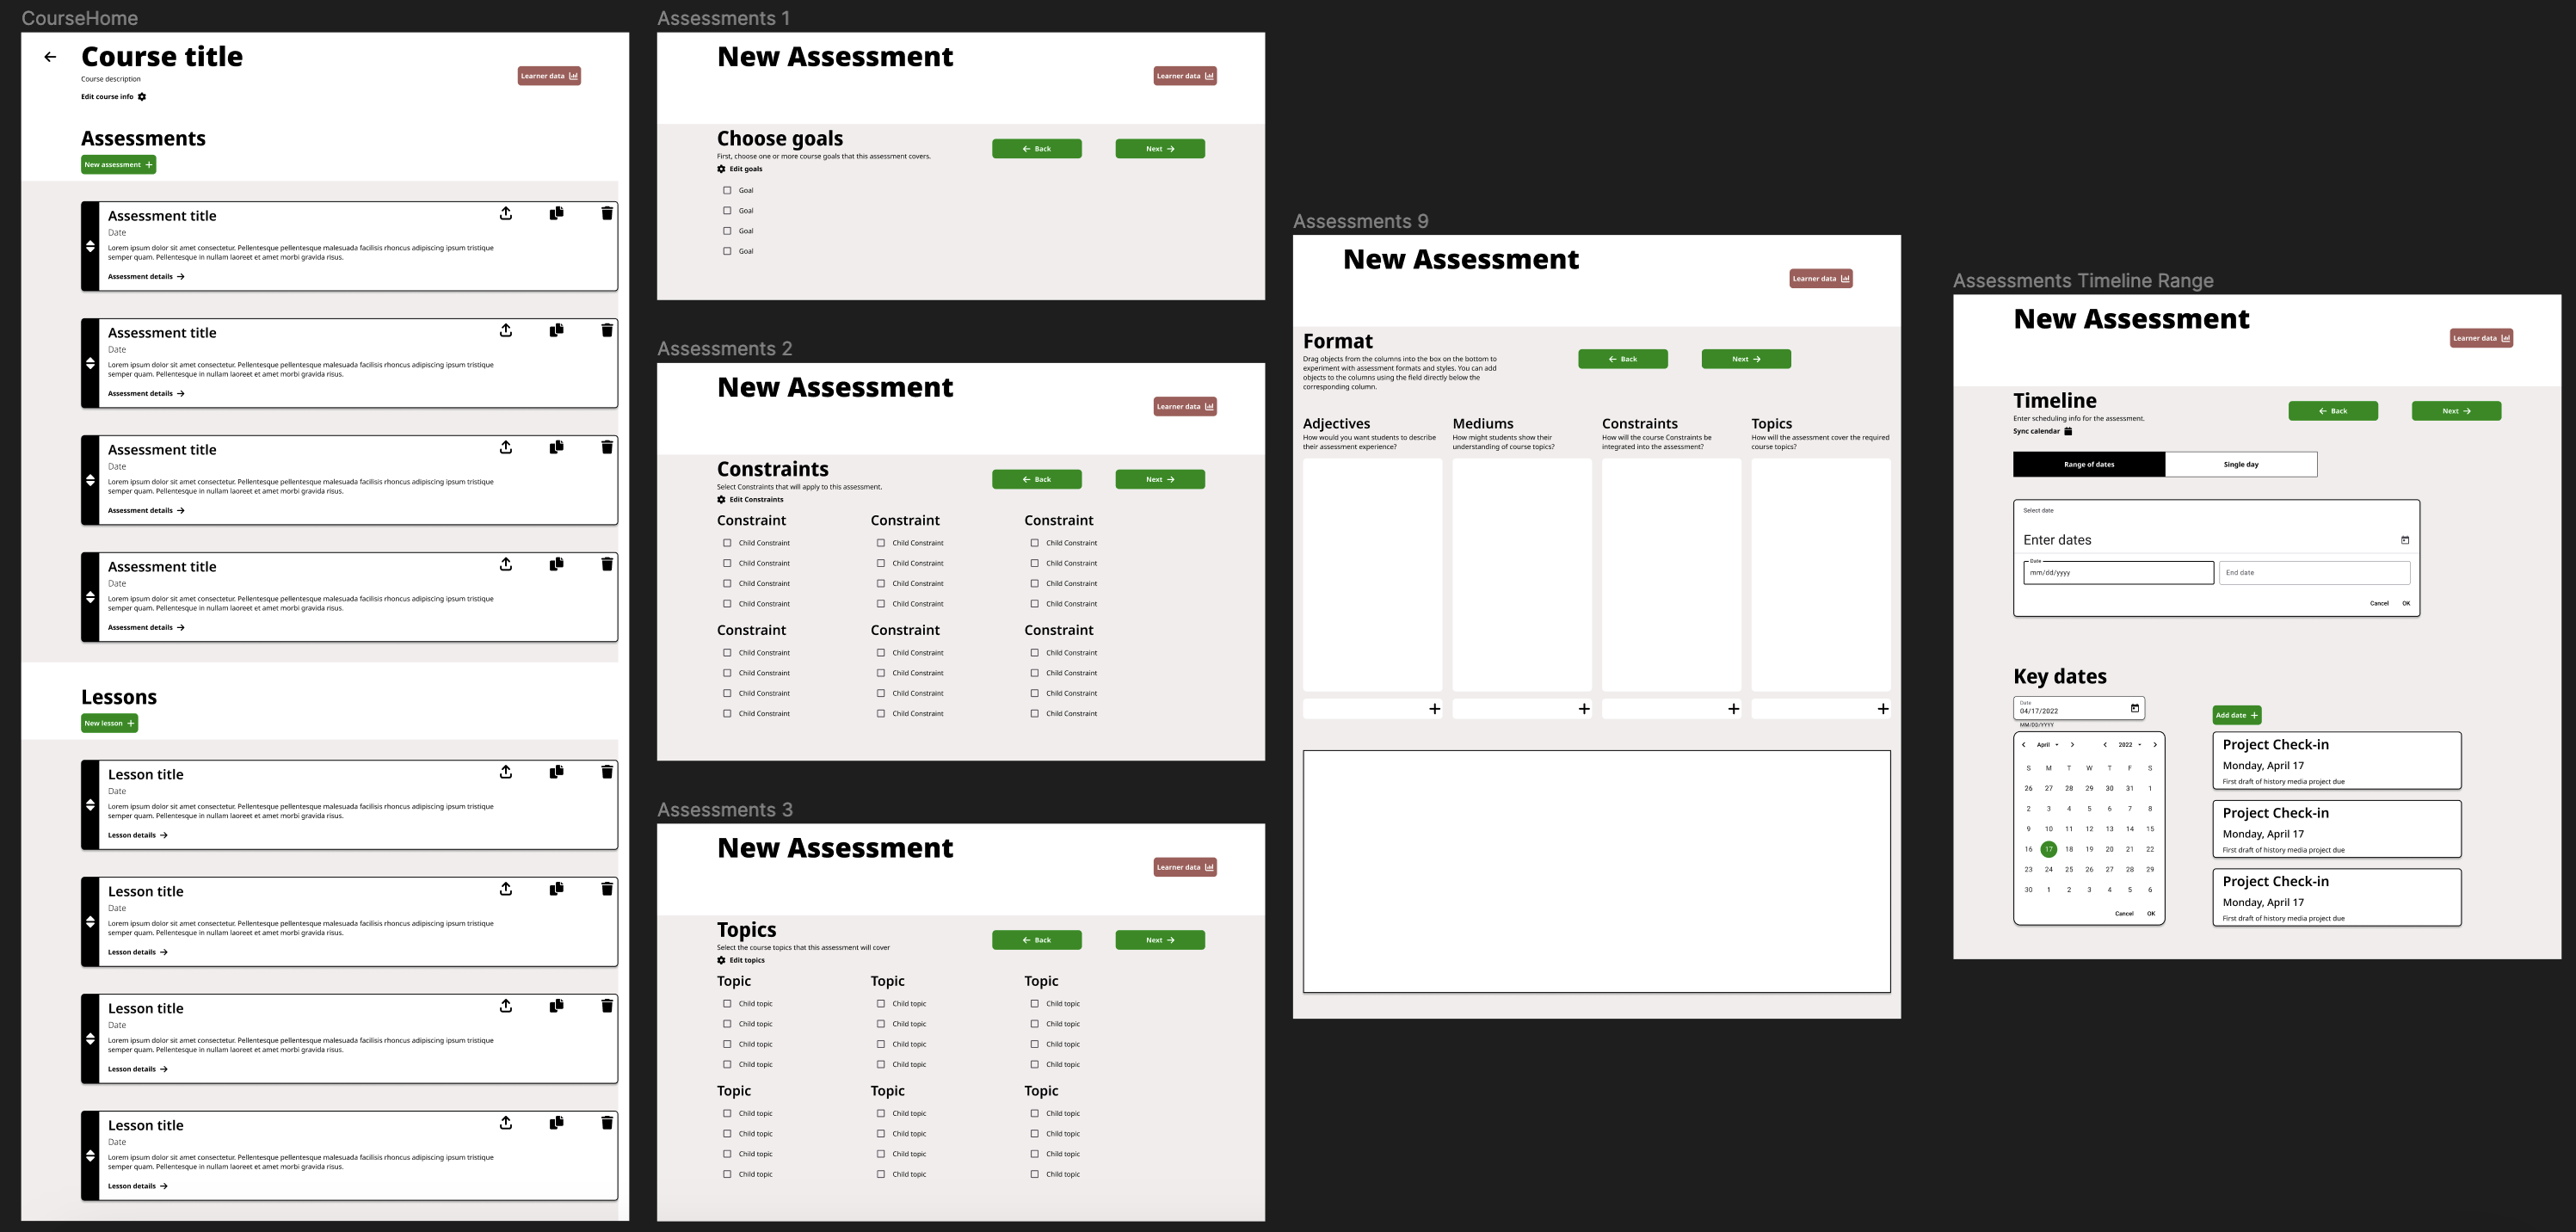 CourseHome
Course title
Course description
Edit course info
Learner data
Assessments
New assessment +
Assessment title
Date
Lorem ipsum dolor sit amet consectetur. Pellentesque pellentesque malesuada facilisis rhoncus adipiscing ipsum tristique
semper quam. Pellentesque in nullam laoreet et amet morbi gravida risus.
Assessment details →
Assessment title
Date
Lorem ipsum dolor sit amet consectetur. Pellentesque pellentesque malesuada facilisis rhoncus adipiscing ipsum tristique
semper quam. Pellentesque in nullam laoreet et amet morbi gravida risus.
Assessment details →
Assessment title
Date
Lorem ipsum dolor sit amet consectetur. Pellentesque pellentesque malesuada facilisis rhoncus adipiscing ipsum tristique
semper quam. Pellentesque in nullam laoreet et amet morbi gravida risus.
Assessment details →
Assessment title
Date
Lorem ipsum dolor sit amet consectetur. Pellentesque pellentesque malesuada facilisis rhoncus adipiscing ipsum tristique
semper quam. Pellentesque in nullam laoreet et amet morbi gravida risus.
Assessment details →
Lessons
New lesson +
Lesson title
Date
Lorem ipsum dolor sit amet consectetur. Pellentesque pellentesque malesuada facilisis rhoncus adipiscing ipsum tristique
semper quam. Pellentesque in nullam laoreet et amet morbi gravida risus.
Lesson details →
Lesson title
Date
Lorem ipsum dolor sit amet consectetur. Pellentesque pellentesque malesuada facilisis rhoncus adipiscing ipsum tristique
semper quam. Pellentesque in nullam laoreet et amet morbi gravida risus.
Lesson details →
Lesson title
Date
Lorem ipsum dolor sit amet consectetur. Pellentesque pellentesque malesuada facilisis rhoncus adipiscing ipsum tristique
semper quam. Pellentesque in nullam laoreet et amet morbi gravida risus.
Lesson details →
Lesson title
Date
Lorem ipsum dolor sit amet consectetur. Pellentesque pellentesque malesuada facilisis rhoncus adipiscing ipsum tristique
semper quam. Pellentesque in nullam laoreet et amet morbi gravida risus.
Lesson details →
Assessments 1
New Assessment
Learner data
Choose goals
First, choose one or more course goals that this assessment covers.
Edit goals
← Back
Next →
Goal
Goal
Goal
Goal
Assessments 2
New Assessment
Learner data
Constraints
Select Constraints that will apply to this assessment.
Edit Constraints
← Back
Next →
Constraint Constraint Constraint
Child Constraint Child Constraint Child Constraint
Child Constraint Child Constraint Child Constraint
Child Constraint Child Constraint Child Constraint
Child Constraint Child Constraint Child Constraint
Constraint Constraint Constraint
Child Constraint Child Constraint Child Constraint
Child Constraint Child Constraint Child Constraint
Child Constraint Child Constraint Child Constraint
Child Constraint Child Constraint Child Constraint
Assessments 3
New Assessment
Learner data
Topics
Select the course topics that this assessment will cover
Edit topics
← Back
Next →
Topic Topic Topic
Child topic Child topic Child topic
Child topic Child topic Child topic
Child topic Child topic Child topic
Child topic Child topic Child topic
Topic Topic Topic
Child topic Child topic Child topic
Child topic Child topic Child topic
Child topic Child topic Child topic
Child topic Child topic Child topic
Assessments 9
New Assessment
Learner data
Format
Drag objects from the columns into the box on the bottom to
experiment with assessment formats and styles. You can add
objects to the columns using the field directly below the
corresponding column.
← Back
Next →
Adjectives
How would you want students to describe
their assessment experience?
Mediums
How might students show their
understanding of course topics?
Constraints
How will the course Constraints be
integrated into the assessment?
Topics
How will the assessment cover the required
course topics?
+ + + +
Assessments Timeline Range
New Assessment
Learner data
Timeline
Enter scheduling info for the assessment.
Sync calendar
← Back
Next →
Range of dates
Single day
Select date
Enter dates
Date
mm/dd/yyyy
End date
Cancel OK
Key dates
Date
04/17/2022
MM/DD/YYYY
April 2022
S M T W T F S
26 27 28 29 30 31 1
2 3 4 5 6 7 8
9 10 11 12 13 14 15
16 17 18 19 20 21 22
23 24 25 26 27 28 29
30 1 2 3 4 5 6
Cancel OK
Add date +
Project Check-in
Monday, April 17
First draft of history media project due
Project Check-in
Monday, April 17
First draft of history media project due
Project Check-in
Monday, April 17
First draft of history media project due